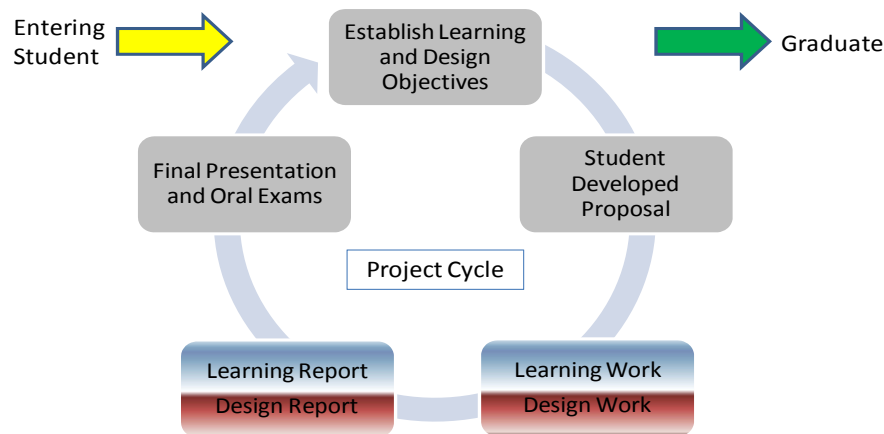 Entering
Student
Establish Learning
and Design
Objectives
Graduate
Final Presentation
and Oral Exams
Student
Developed
Proposal
Project Cycle
Learning Report
Design Report
Learning Work
Design Work